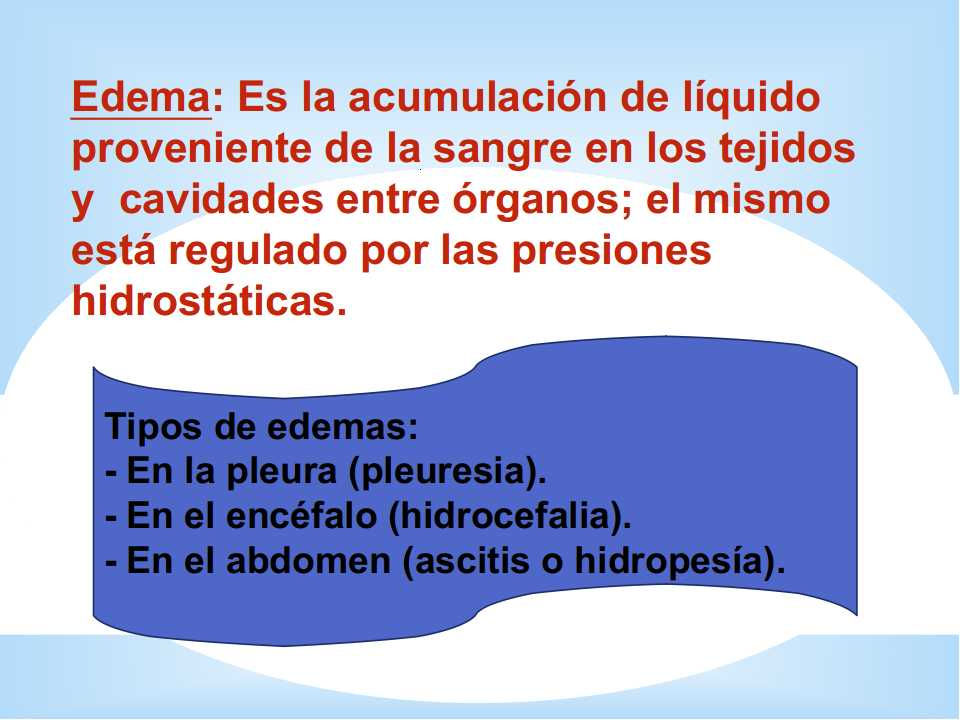 Edema: Es la acumulación de líquido
proveniente de la sangre en los tejidos
y  cavidades entre órganos; el mismo
está regulado por las presiones
hidrostáticas.
Tipos de edemas:
- En la pleura (pleuresia).
- En el encéfalo (hidrocefalia).
- En el abdomen (ascitis o hidropesía).